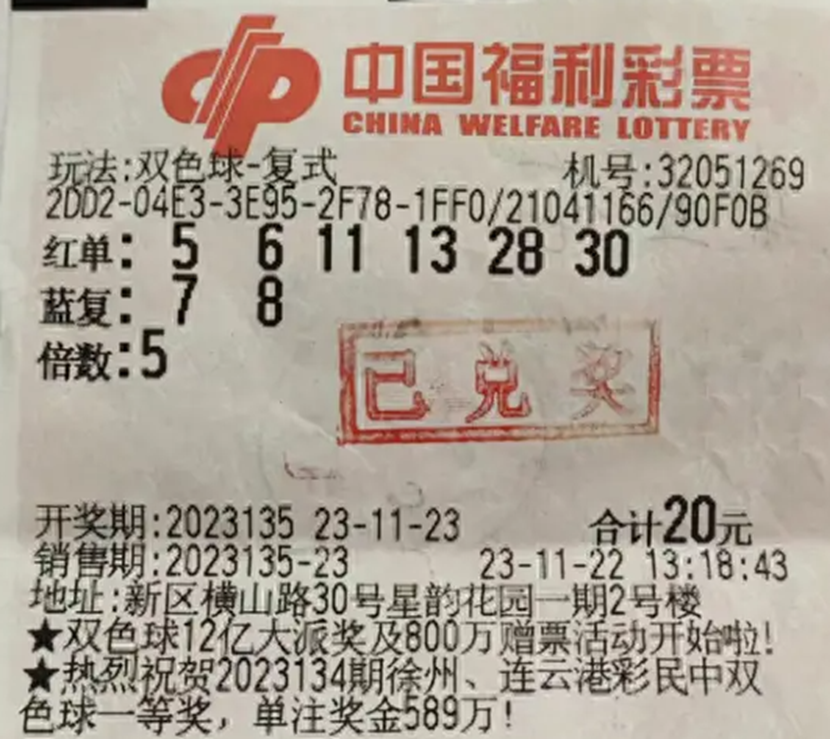 中国福利彩票
CHINA WELFARE LOTTERY
玩法:双色球-复式 机号:32051269
2DD2-04E3-3E95-2F78-1FF0/21041166/90F0B
红单: 5 6 11 13 28 30
蓝复: 7 8
倍数:5
已兑奖
开奖期:2023135 23-11-23 合计20元
销售期:2023135-23 23-11-22 13:18:43
地址:新区横山路30号星韵花园一期2号楼
★双色球12亿大派奖及800万赠票活动开始啦!
★热烈祝贺2023134期徐州、连云港彩民中双
色球一等奖，单注奖金589万!